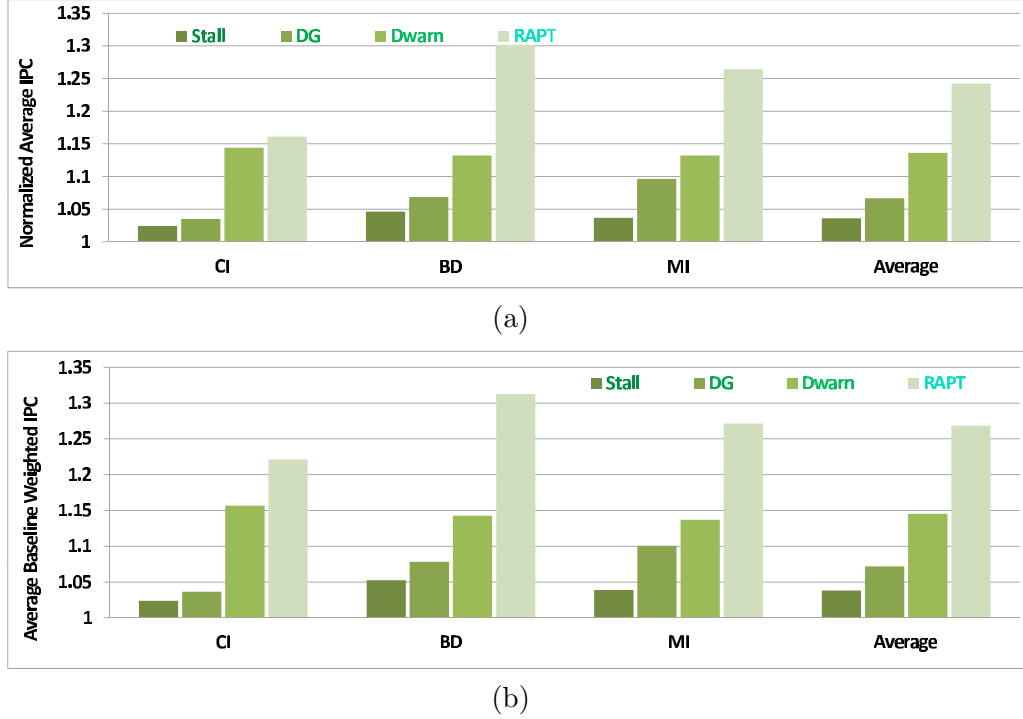 1.35
Stall DG Dwarn RAPT
1.3
1.25
1.2
1.15
1.1
1.05
1
Normalized Average IPC
CI BD MI Average
(a)
1.35
Stall DG Dwarn RAPT
1.3
1.25
1.2
1.15
1.1
1.05
1
Average Baseline Weighted IPC
CI BD MI Average
(b)